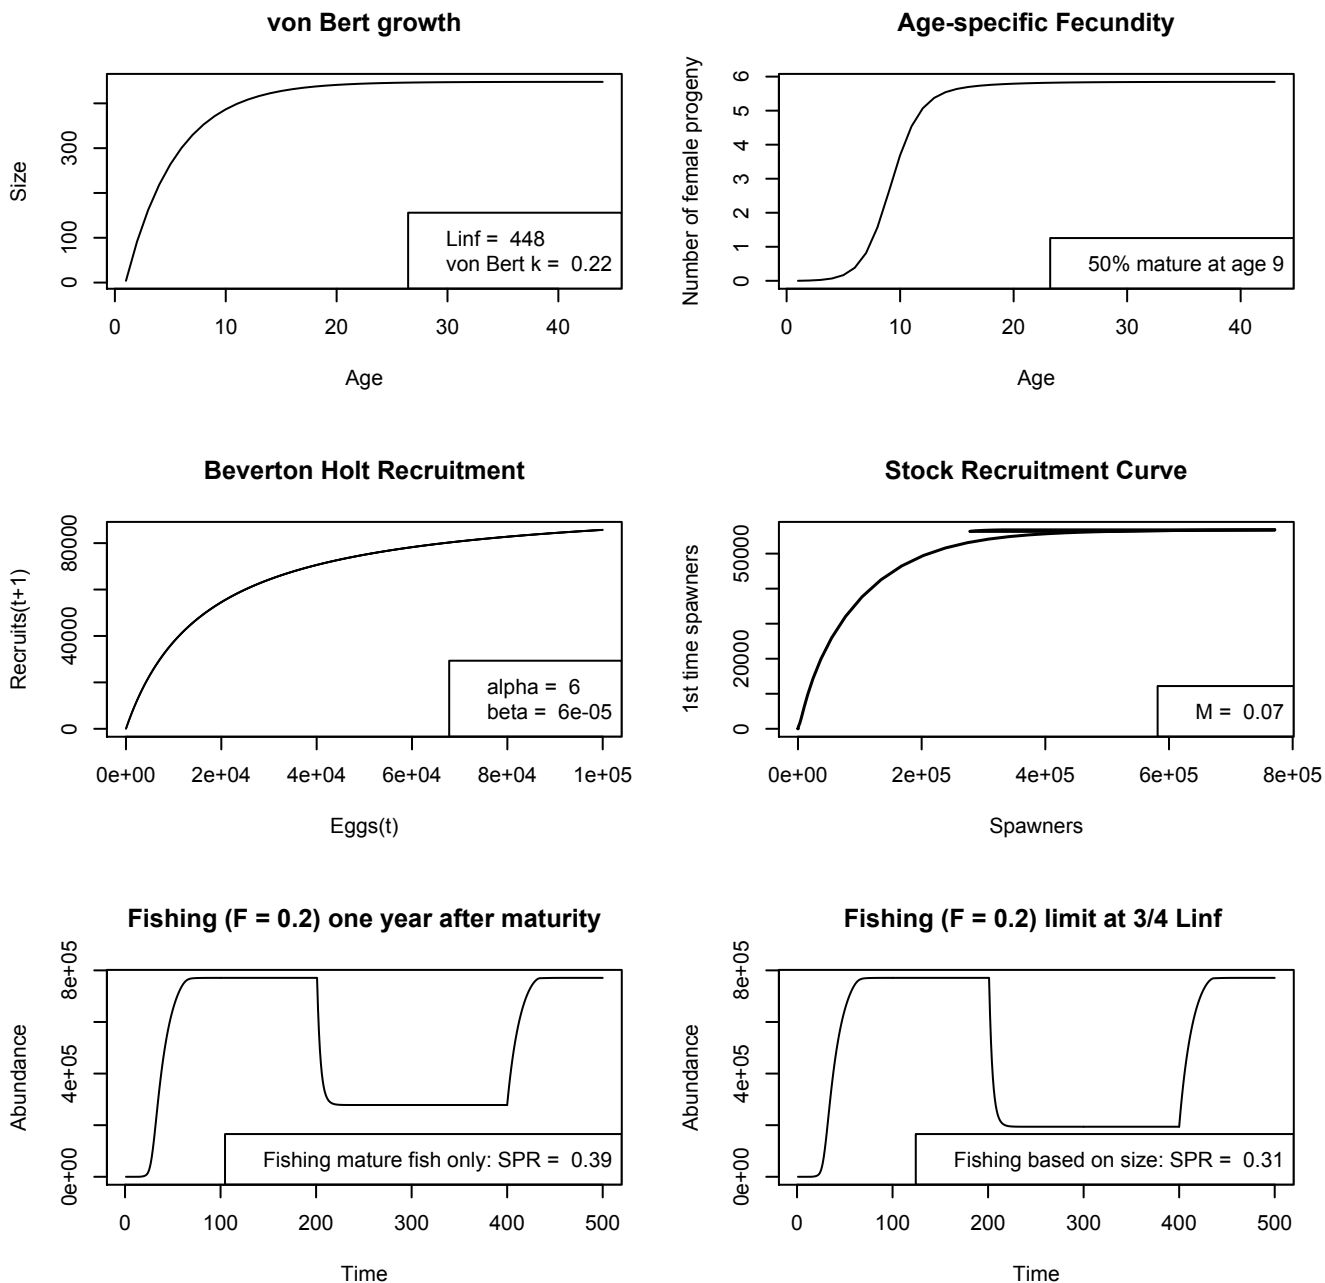 von Bert growth
Size
0 100 300
Linf = 448
von Bert k = 0.22
0 10 20 30 40
Age
Age-specific Fecundity
Number of female progeny
0 1 2 3 4 5 6
50% mature at age 9
0 10 20 30 40
Age
Beverton Holt Recruitment
Recruits(t+1)
0 40000 80000
alpha = 6
beta = 6e-05
0e+00 2e+04 4e+04 6e+04 8e+04 1e+05
Eggs(t)
Stock Recruitment Curve
1st time spawners
0 20000 50000
M = 0.07
0e+00 2e+05 4e+05 6e+05 8e+05
Spawners
Fishing (F = 0.2) one year after maturity
Abundance
0e+00 4e+05 8e+05
Fishing mature fish only: SPR = 0.39
0 100 200 300 400 500
Time
Fishing (F = 0.2) limit at 3/4 Linf
Abundance
0e+00 4e+05 8e+05
Fishing based on size: SPR = 0.31
0 100 200 300 400 500
Time